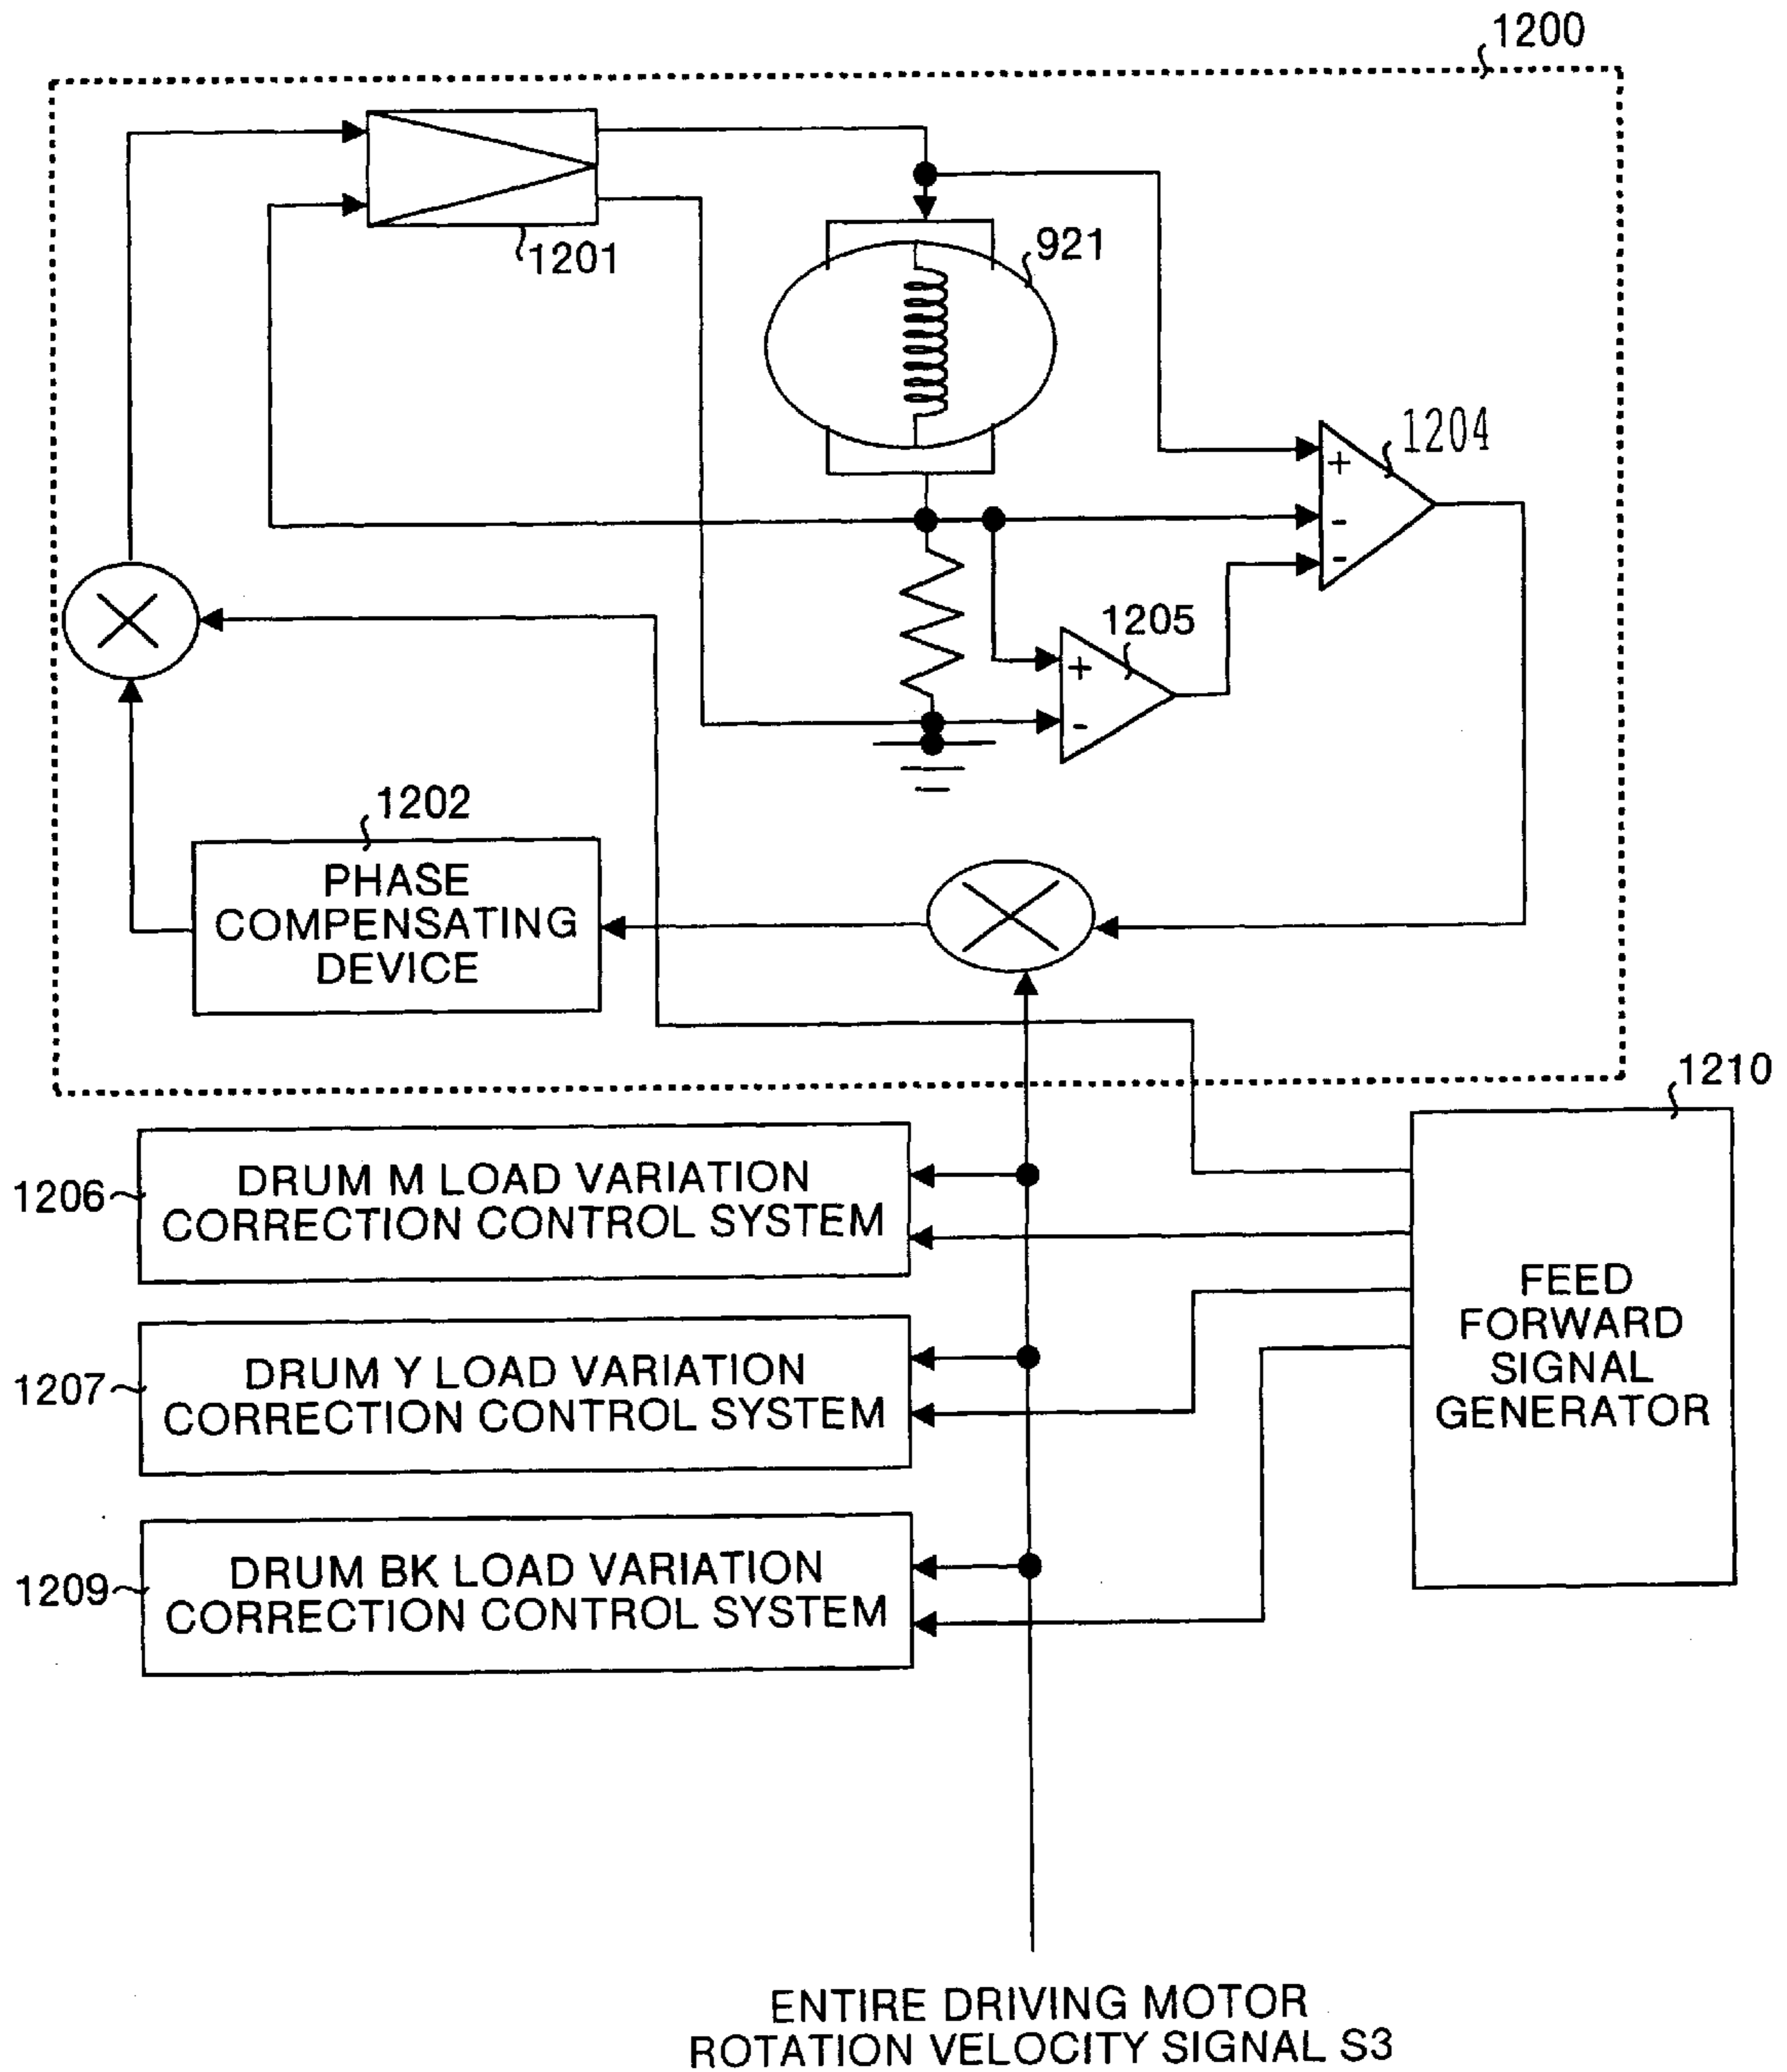 1200
1201
921
1204
+
-
-
1205
+
-
1202
PHASE
COMPENSATING
DEVICE
1210
1206
DRUM M LOAD VARIATION
CORRECTION CONTROL SYSTEM
FEED
FORWARD
SIGNAL
GENERATOR
1207
DRUM Y LOAD VARIATION
CORRECTION CONTROL SYSTEM
1209
DRUM BK LOAD VARIATION
CORRECTION CONTROL SYSTEM
ENTIRE DRIVING MOTOR
ROTATION VELOCITY SIGNAL S3